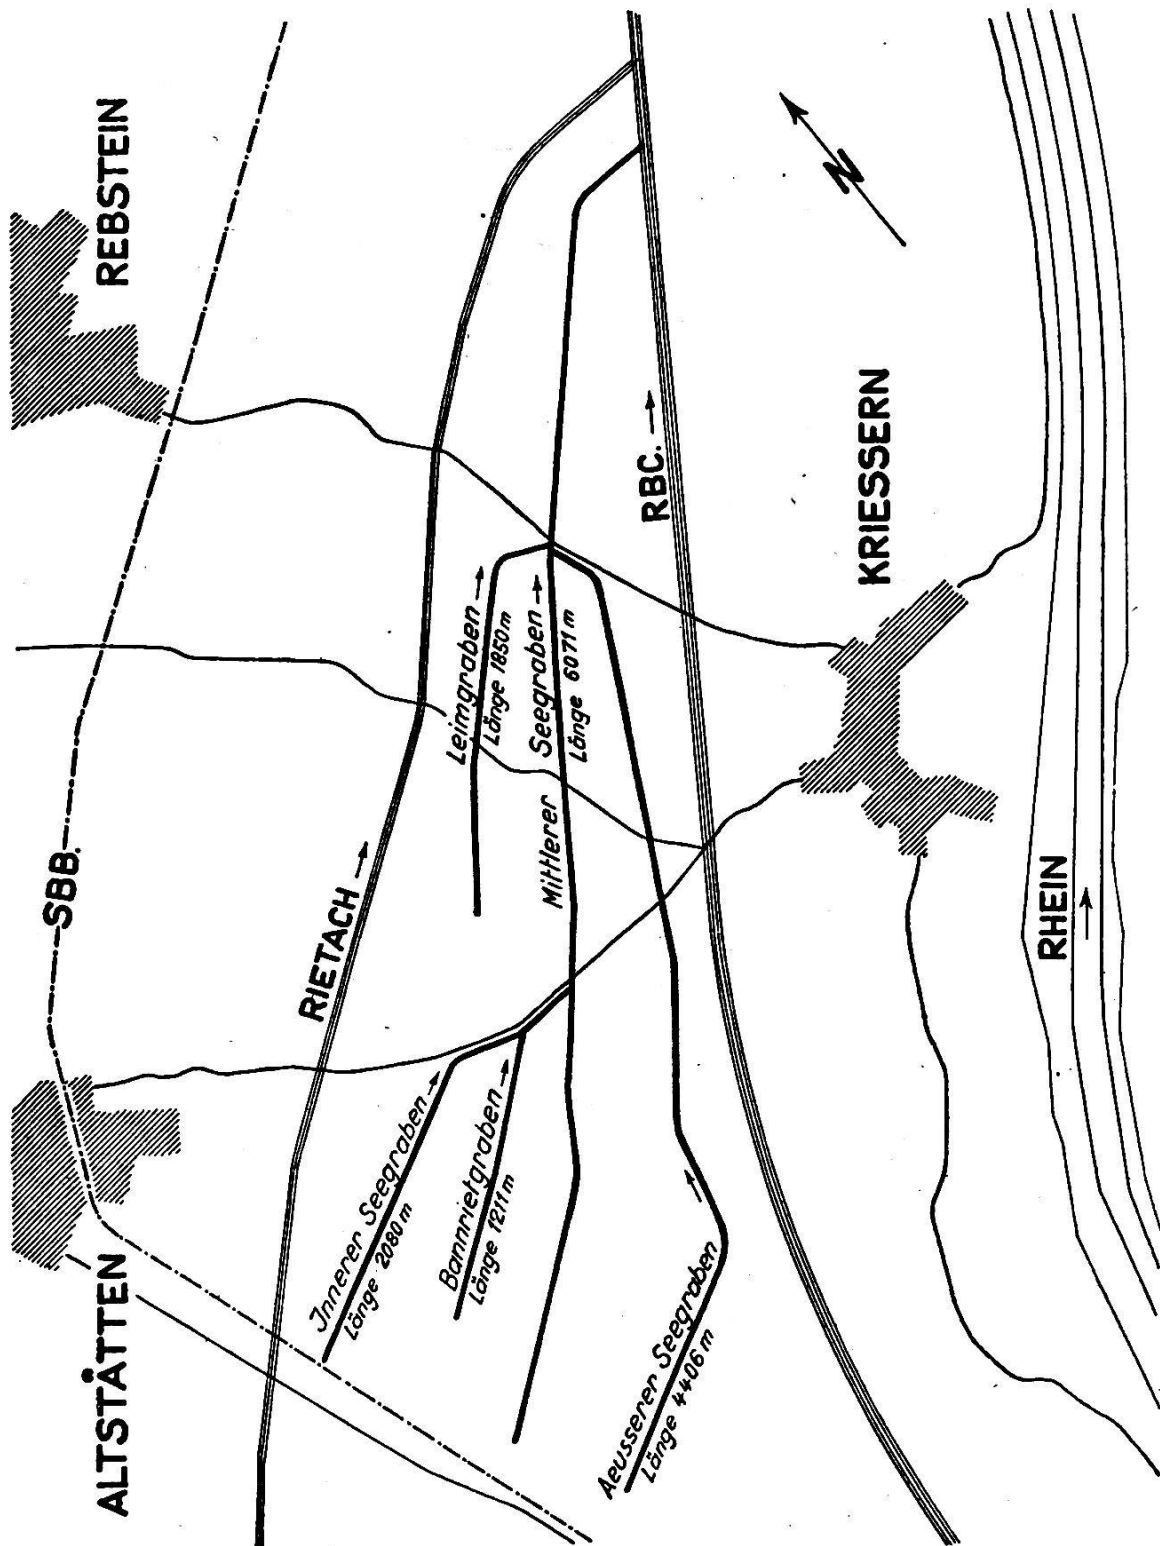 REBSTEIN
N
SBB.
RBC.
KRIESSERN
Leimgraben
Länge 1850 m
Mittlerer Seegraben
Länge 6071 m
RIETACH
RHEIN
ALTSTÄTTEN
Innerer Seegraben
Länge 2080 m
Bannrietgraben
Länge 1211 m
Aeusserer Seegraben
Länge 4406 m